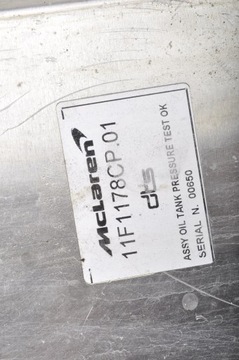 McLaren
11F1178CP.01
dts
ASSY OIL TANK PRESSURE TEST OK
SERIAL N. 00650